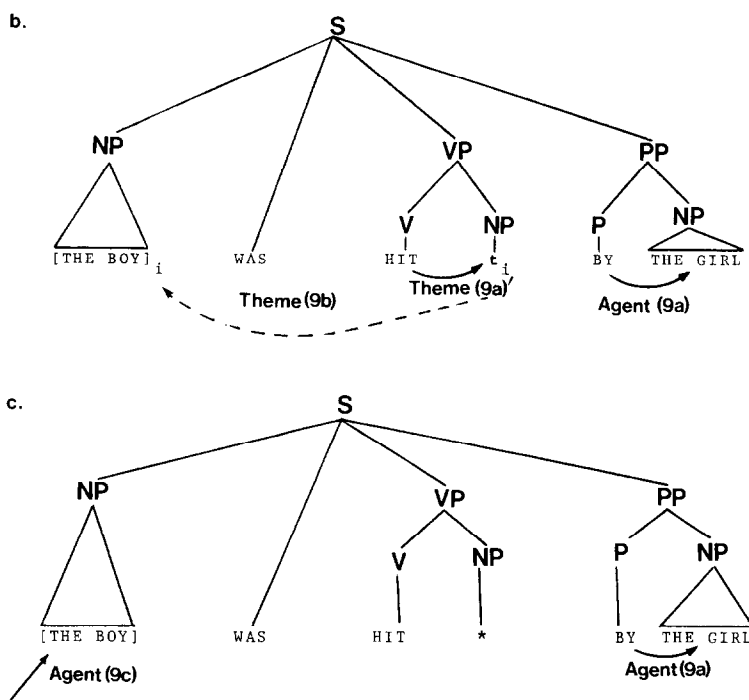 b.
S
NP VP PP
V NP P NP
[THE BOY]i WAS HIT ti BY THE GIRL
Theme (9b) Theme (9a) Agent (9a)
c.
S
NP VP PP
V NP P NP
[THE BOY] WAS HIT * BY THE GIRL
Agent (9c) Agent (9a)